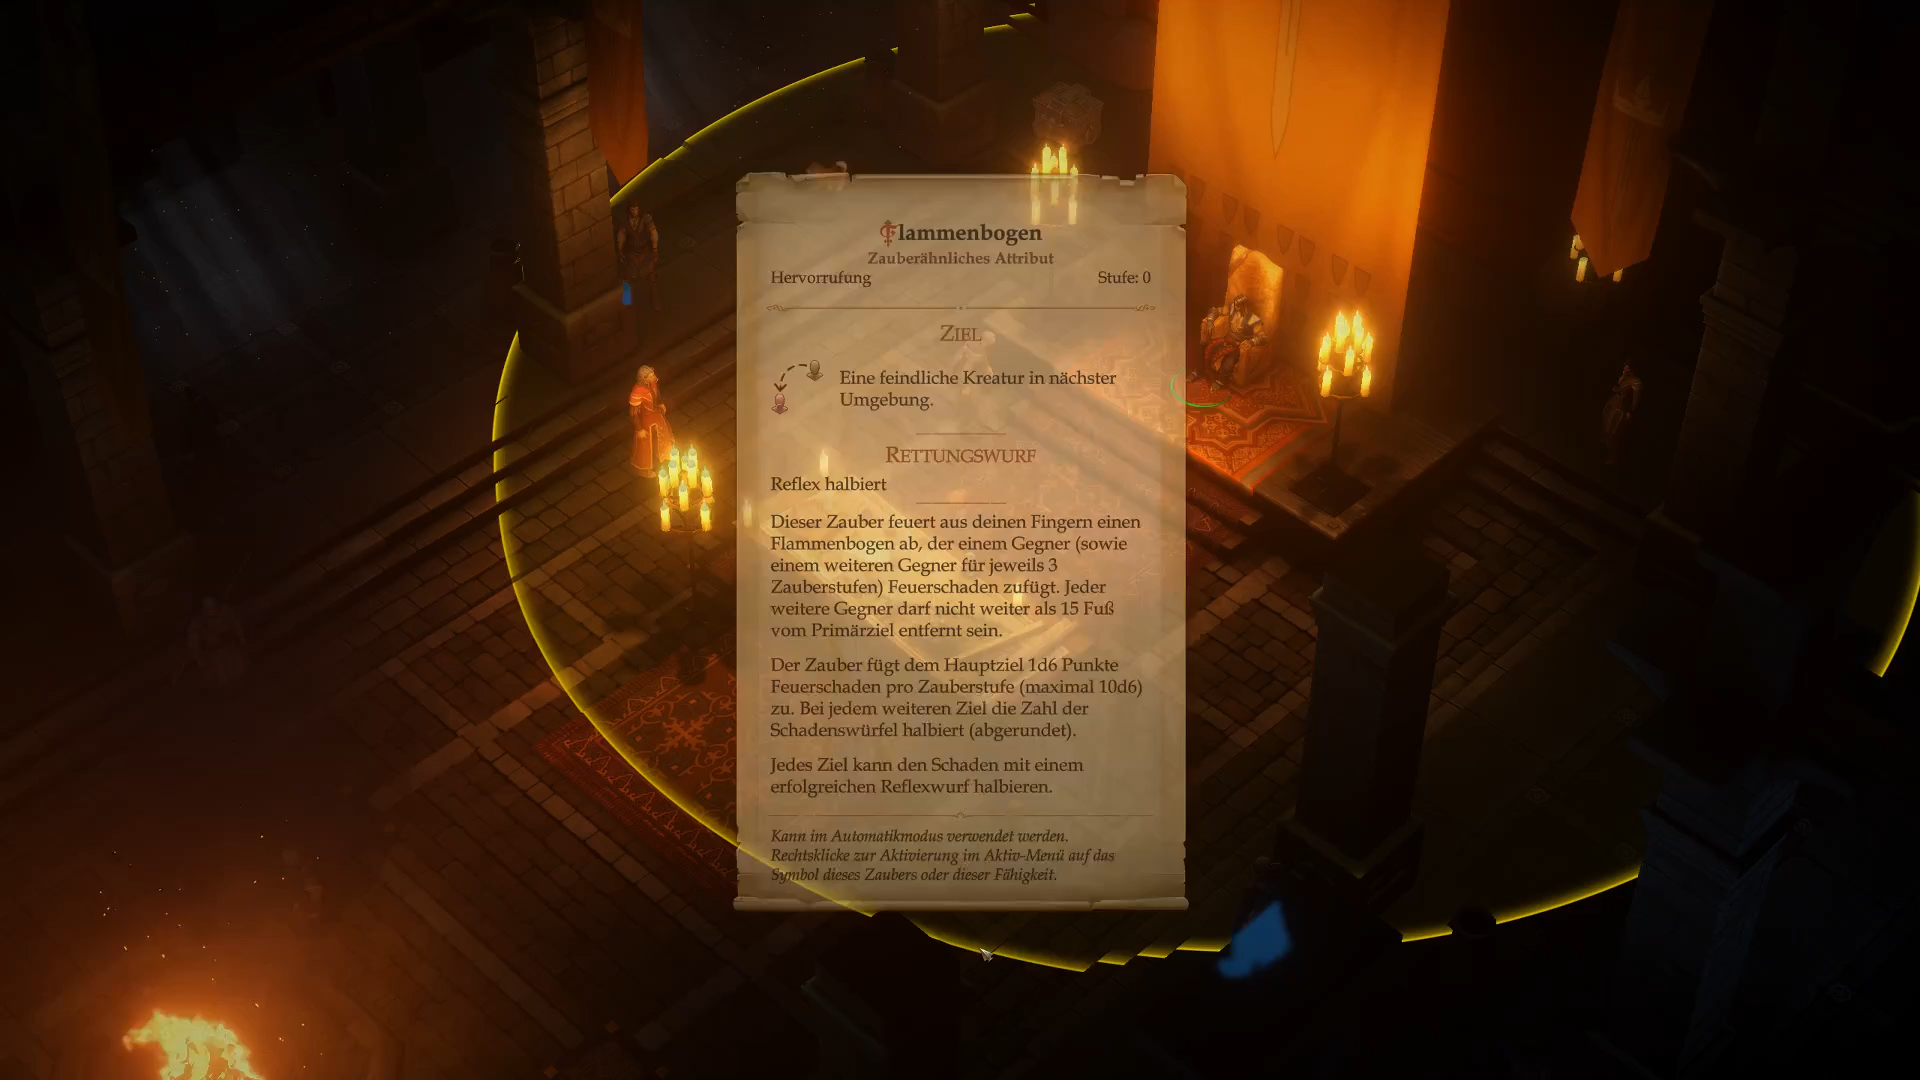 Flammenbogen
Zauberähnliches Attribut
Hervorrufung Stufe: 0
Ziel
Eine feindliche Kreatur in nächster
Umgebung.
Rettungswurf
Reflex halbiert
Dieser Zauber feuert aus deinen Fingern einen
Flammenbogen ab, der einem Gegner (sowie
einem weiteren Gegner für jeweils 3
Zauberstufen) Feuerschaden zufügt. Jeder
weitere Gegner darf nicht weiter als 15 Fuß
vom Primärziel entfernt sein.
Der Zauber fügt dem Hauptziel 1d6 Punkte
Feuerschaden pro Zauberstufe (maximal 10d6)
zu. Bei jedem weiteren Ziel die Zahl der
Schadenswürfel halbiert (abgerundet).
Jedes Ziel kann den Schaden mit einem
erfolgreichen Reflexwurf halbieren.
Kann im Automatikmodus verwendet werden.
Rechtsklicke zur Aktivierung im Aktiv-Menü auf das
Symbol dieses Zaubers oder dieser Fähigkeit.